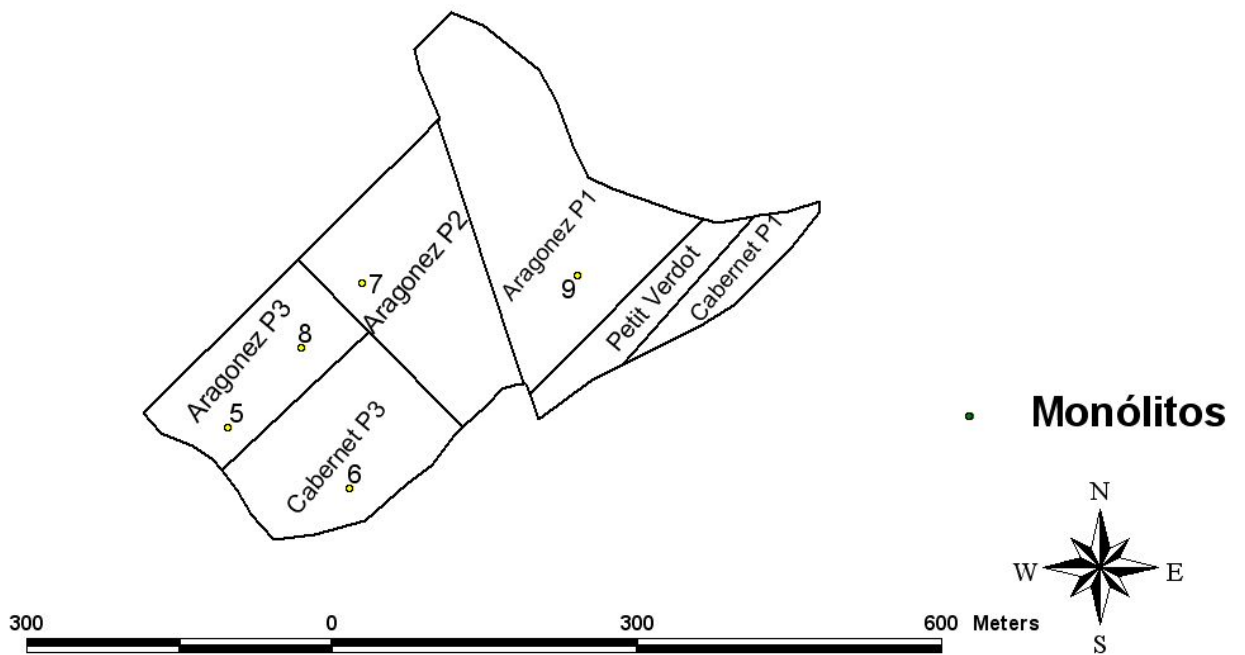 Aragonez P1
Aragonez P2
Petit Verdot
Cabernet P1
9
7
Aragonez P3
8
5
Cabernet P3
6
Monólitos
N
W
E
S
300 0 300 600 Meters